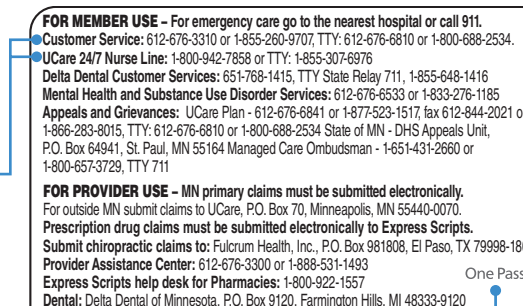 FOR MEMBER USE – For emergency care go to the nearest hospital or call 911.
Customer Service: 612-676-3310 or 1-855-260-9707, TTY: 612-676-6810 or 1-800-688-2534.
UCare 24/7 Nurse Line: 1-800-942-7858 or TTY: 1-855-307-6976
Delta Dental Customer Services: 651-768-1415, TTY State Relay 711, 1-855-648-1416
Mental Health and Substance Use Disorder Services: 612-676-6533 or 1-833-276-1185
Appeals and Grievances: UCare Plan - 612-676-6841 or 1-877-523-1517, fax 612-844-2021 o
1-866-283-8015, TTY: 612-676-6810 or 1-800-688-2534 State of MN - DHS Appeals Unit,
P.O. Box 64941, St. Paul, MN 55164 Managed Care Ombudsman - 1-651-431-2660 or
1-800-657-3729, TTY 711
FOR PROVIDER USE – MN primary claims must be submitted electronically.
For outside MN submit claims to UCare, P.O. Box 70, Minneapolis, MN 55440-0070.
Prescription drug claims must be submitted electronically to Express Scripts.
Submit chiropractic claims to: Fulcrum Health, Inc., P.O. Box 981808, El Paso, TX 79998-180
Provider Assistance Center: 612-676-3300 or 1-888-531-1493
One Pass
Express Scripts help desk for Pharmacies: 1-800-922-1557
Dental: Delta Dental of Minnesota, P.O. Box 9120, Farmington Hills, MI 48333-9120